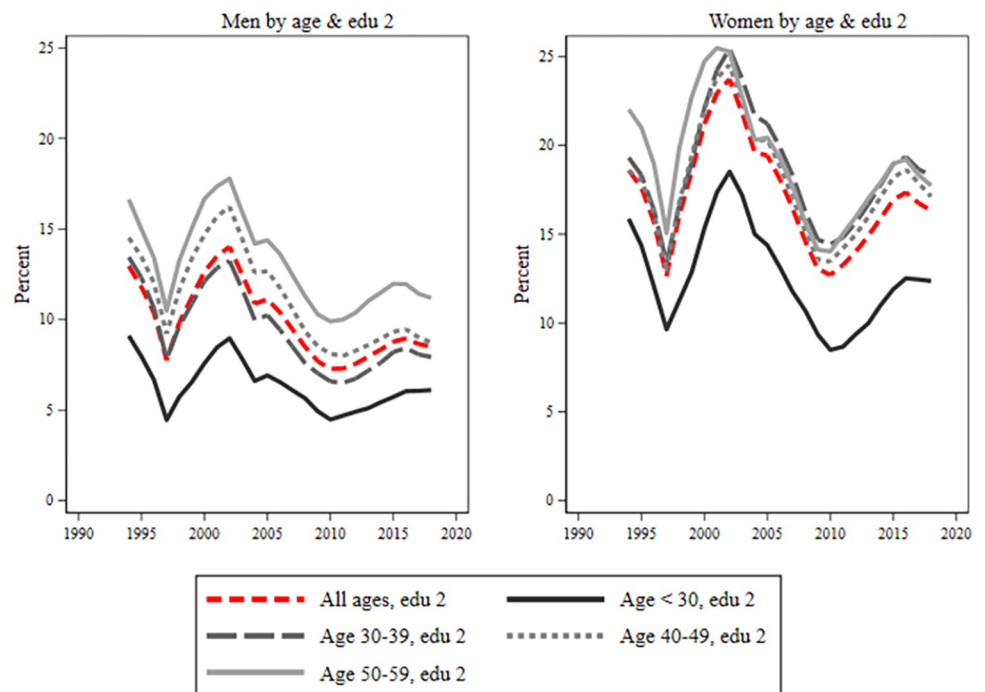 Men by age & edu 2
Women by age & edu 2
25
20
15
10
5
0
Percent
1990 1995 2000 2005 2010 2015 2020
25
20
15
10
5
0
Percent
1990 1995 2000 2005 2010 2015 2020
All ages, edu 2
Age < 30, edu 2
Age 30-39, edu 2
Age 40-49, edu 2
Age 50-59, edu 2